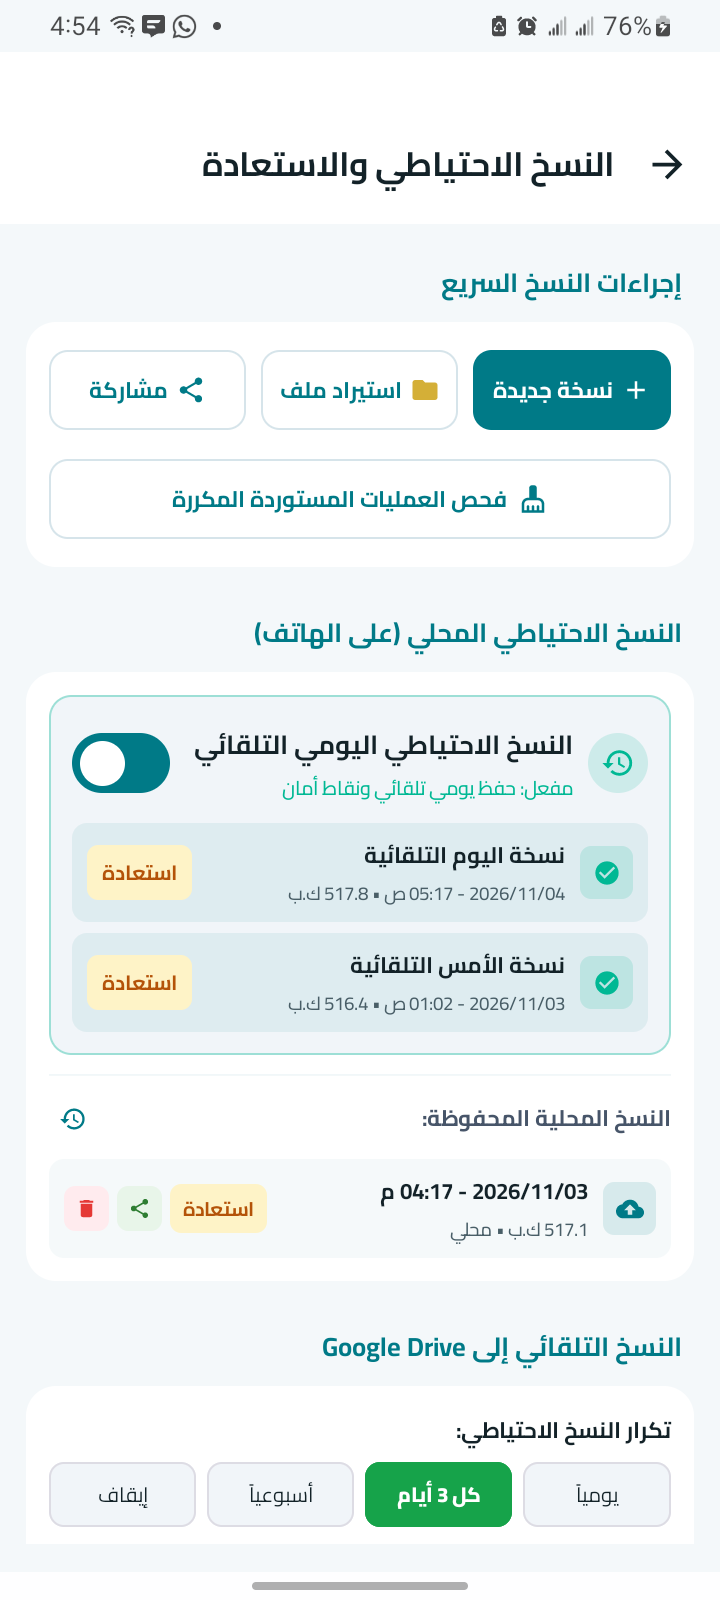 4:54
76%
النسخ الاحتياطي والاستعادة
إجراءات النسخ السريع
نسخة جديدة
استيراد ملف
مشاركة
فحص العمليات المستوردة المكررة
النسخ الاحتياطي المحلي (على الهاتف)
النسخ الاحتياطي اليومي التلقائي
مفعل: حفظ يومي تلقائي ونقاط أمان
نسخة اليوم التلقائية
2026/11/04 - 05:17 ص • 517.8 ك.ب
استعادة
نسخة الأمس التلقائية
2026/11/03 - 01:02 ص • 516.4 ك.ب
استعادة
النسخ المحلية المحفوظة:
2026/11/03 - 04:17 م
517.1 ك.ب • محلي
استعادة
النسخ التلقائي إلى Google Drive
تكرار النسخ الاحتياطي:
يومياً
كل 3 أيام
أسبوعياً
إيقاف